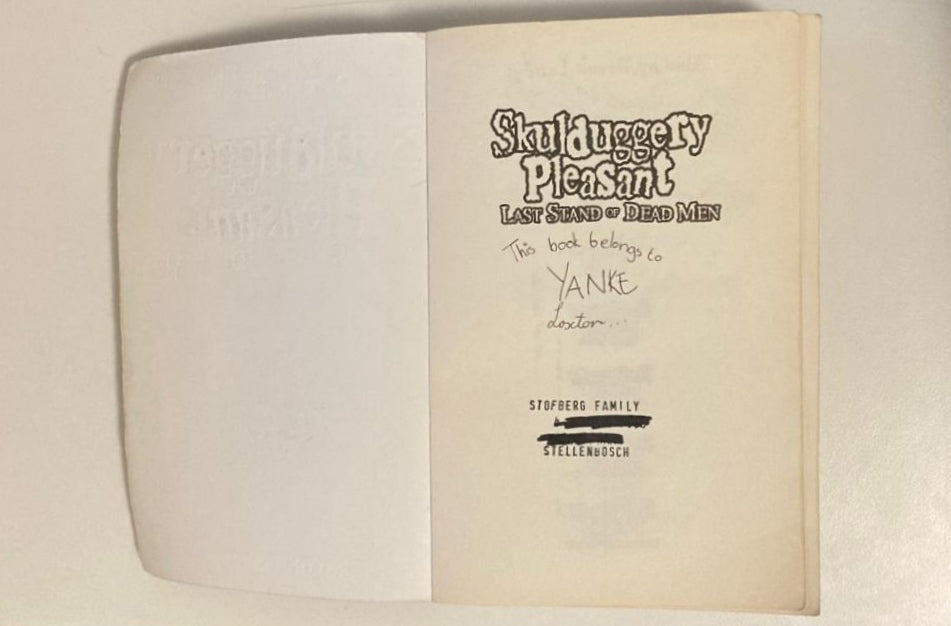 Skulduggery
Pleasant
LAST STAND OF DEAD MEN
This book belongs to
YANKE
Loxton...
STOFBERG FAMILY
STELLENBOSCH